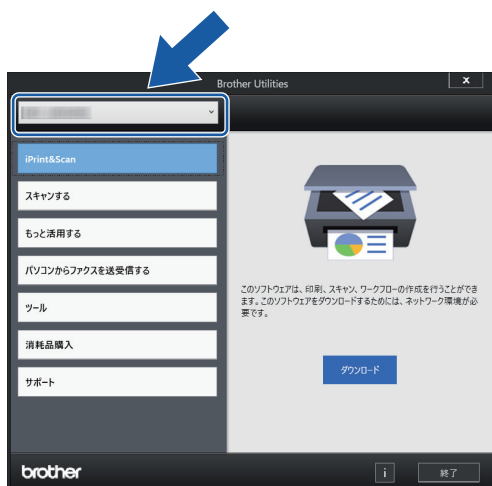 Brother Utilities
x
iPrint&Scan
スキャンする
もっと活用する
パソコンからファクスを送受信する
ツール
消耗品購入
サポート
このソフトウェアは、印刷、スキャン、ワークフローの作成を行うことができ
ます。このソフトウェアをダウンロードするためには、ネットワーク環境が必
要です。
ダウンロード
brother
i
終了